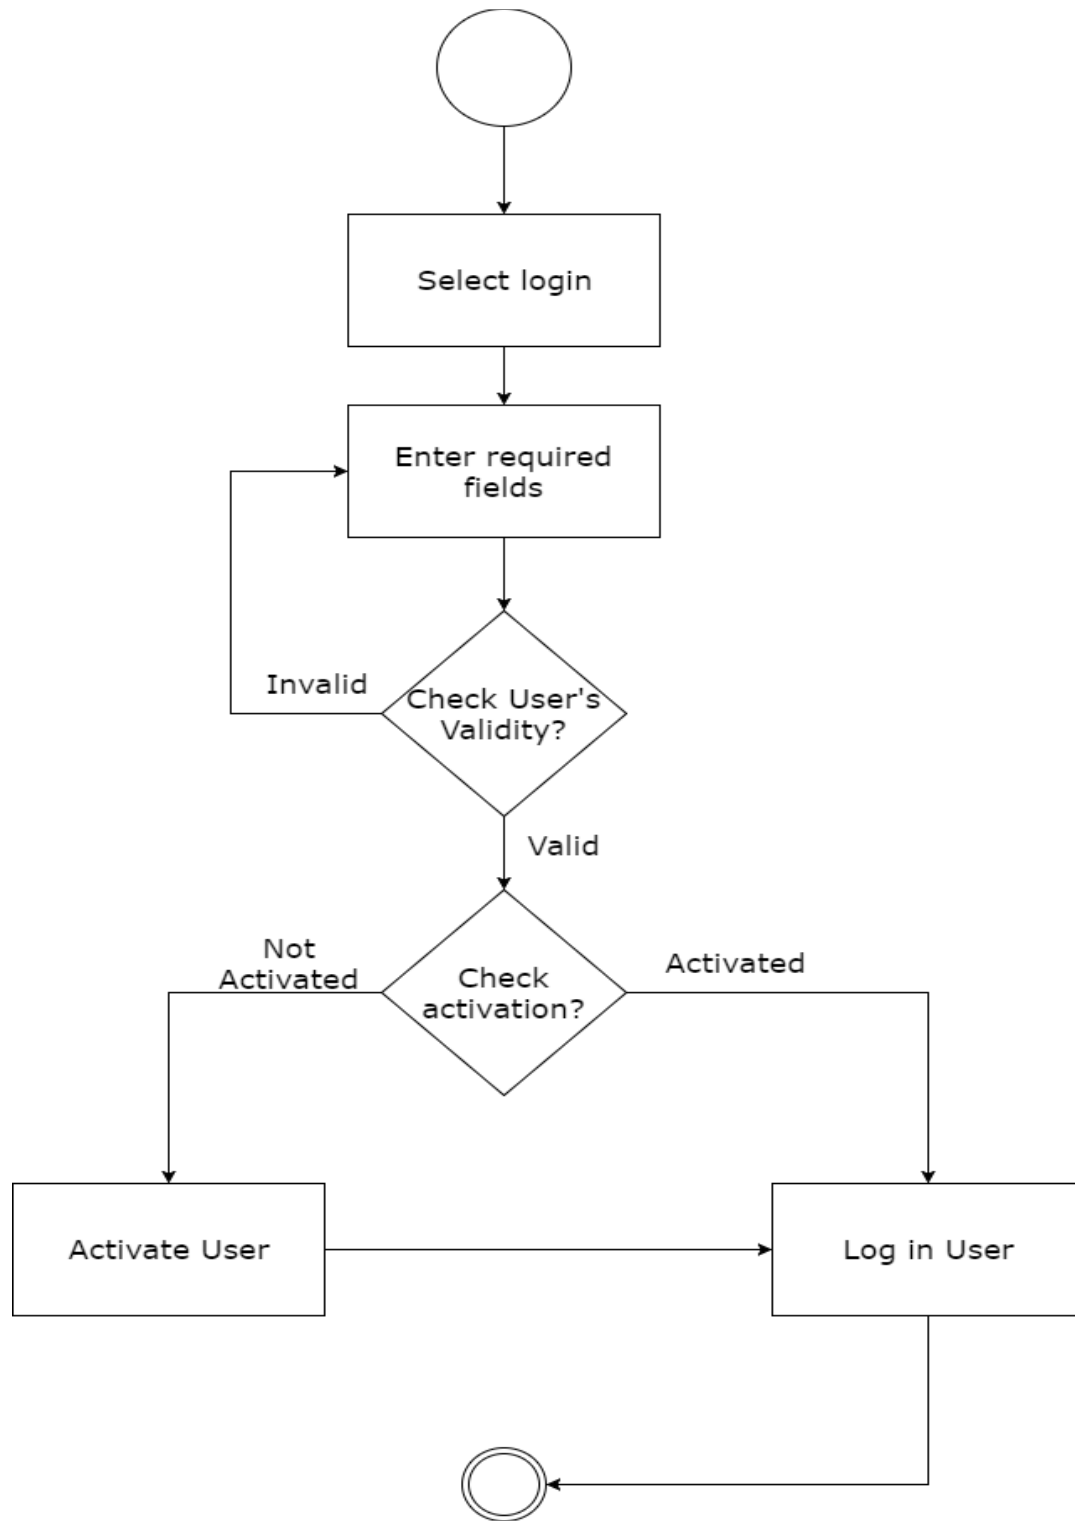 Select login
Enter required
fields
Invalid
Check User's
Validity?
Valid
Not
Activated
Check
activation?
Activated
Activate User
Log in User